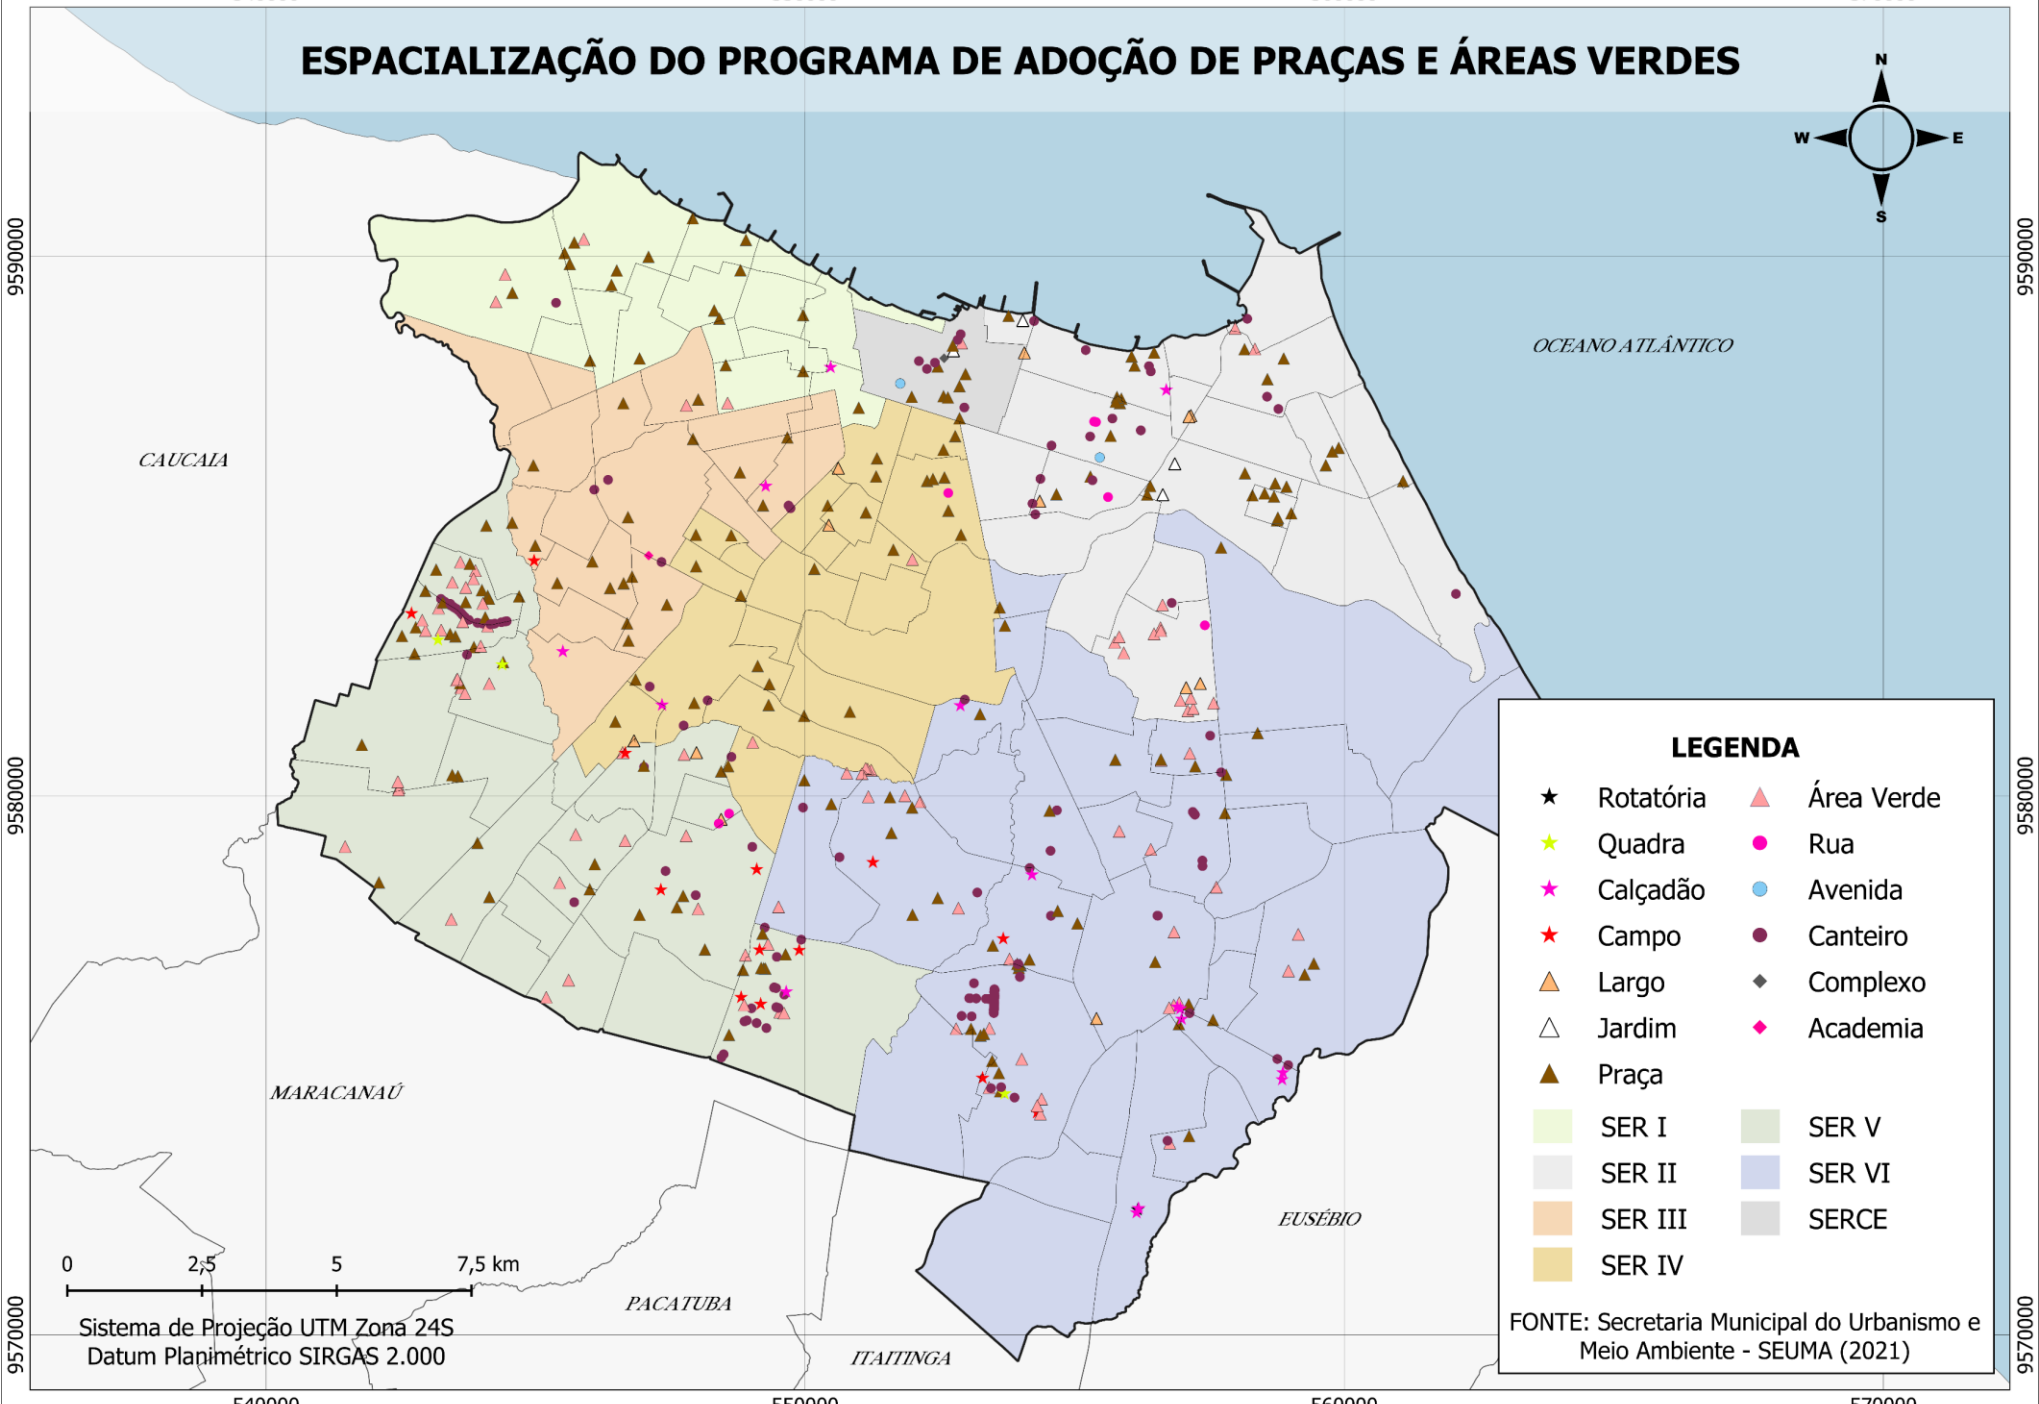 ESPACIALIZAÇÃO DO PROGRAMA DE ADOÇÃO DE PRAÇAS E ÁREAS VERDES
N
W
E
S
9590000
9590000
OCEANO ATLÂNTICO
CAUCAIA
9580000
9580000
MARACANAÚ
EUSÉBIO
PACATUBA
ITAITINGA
LEGENDA
Rotatória
Área Verde
Quadra
Rua
Calçadão
Avenida
Campo
Canteiro
Largo
Complexo
Jardim
Academia
Praça
SER I
SER V
SER II
SER VI
SER III
SERCE
SER IV
FONTE: Secretaria Municipal do Urbanismo e
Meio Ambiente - SEUMA (2021)
0 2,5 5 7,5 km
Sistema de Projeção UTM Zona 24S
Datum Planimétrico SIRGAS 2.000
9570000
9570000
540000 550000 560000 570000